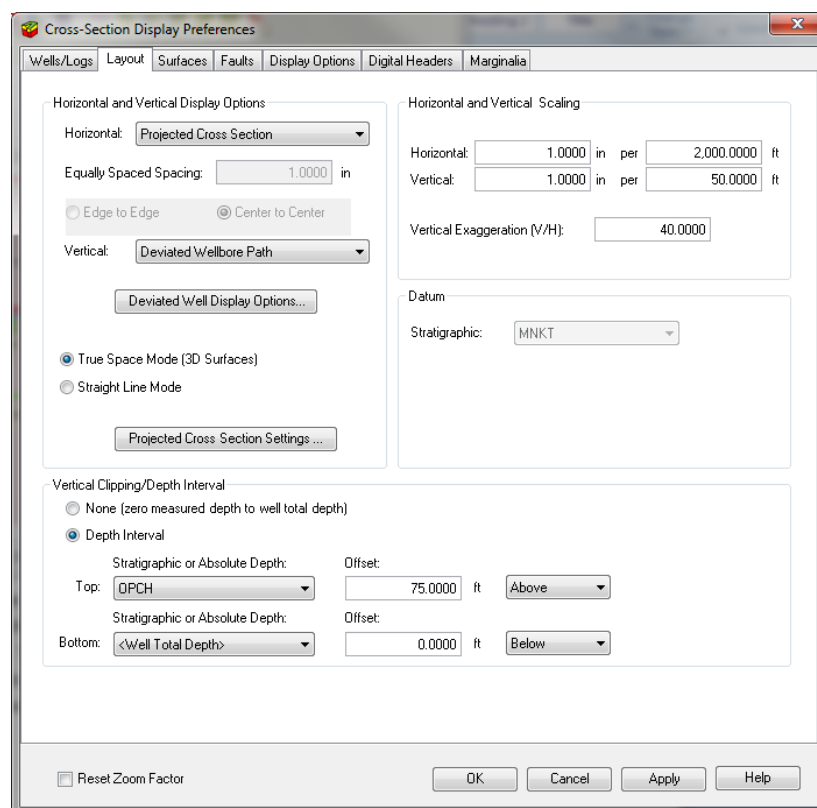 Cross-Section Display Preferences
Wells/Logs Layout Surfaces Faults Display Options Digital Headers Marginalia
Horizontal and Vertical Display Options
Horizontal: Projected Cross Section
Equally Spaced Spacing: 1.0000 in
Edge to Edge Center to Center
Vertical: Deviated Wellbore Path
Deviated Well Display Options...
True Space Mode (3D Surfaces)
Straight Line Mode
Projected Cross Section Settings ...
Horizontal and Vertical Scaling
Horizontal: 1.0000 in per 2,000.0000 ft
Vertical: 1.0000 in per 50.0000 ft
Vertical Exaggeration (V/H): 40.0000
Datum
Stratigraphic: MNKT
Vertical Clipping/Depth Interval
None (zero measured depth to well total depth)
Depth Interval
Stratigraphic or Absolute Depth: Offset:
Top: OPCH 75.0000 ft Above
Stratigraphic or Absolute Depth: Offset:
Bottom: <Well Total Depth> 0.0000 ft Below
Reset Zoom Factor OK Cancel Apply Help